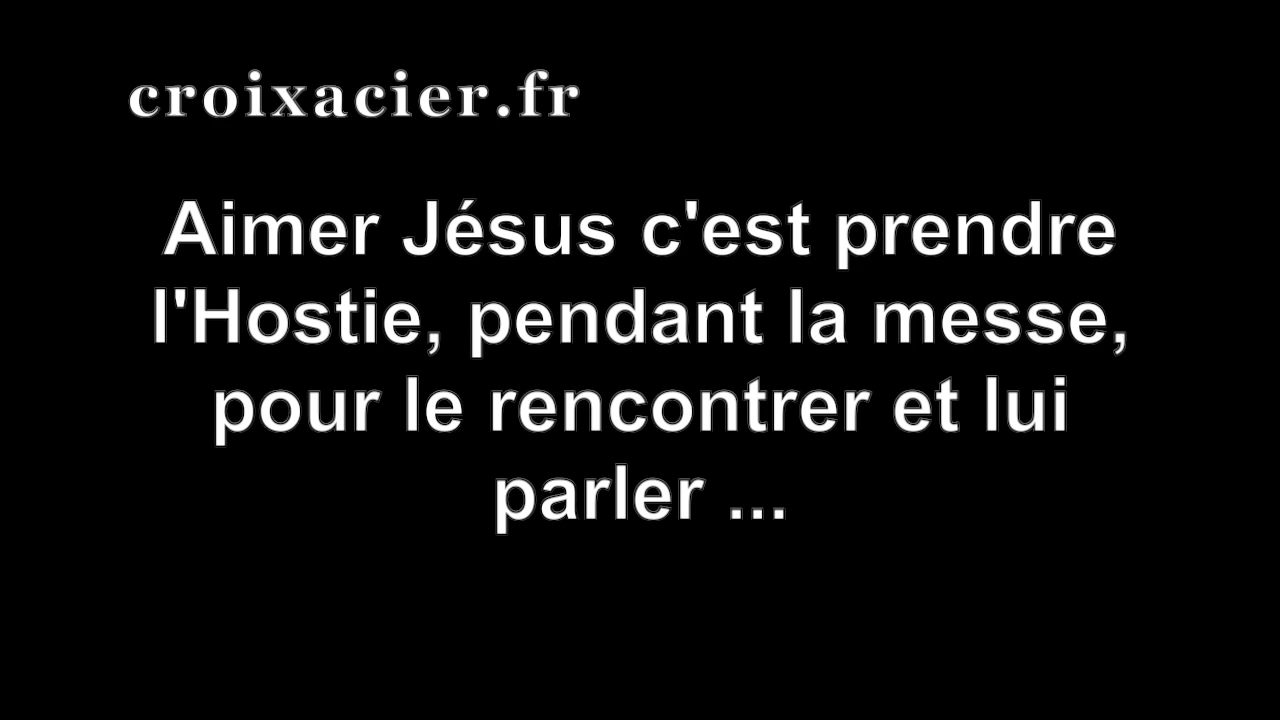 croixacier.fr
Aimer Jésus c'est prendre
l'Hostie, pendant la messe,
pour le rencontrer et lui
parler ...